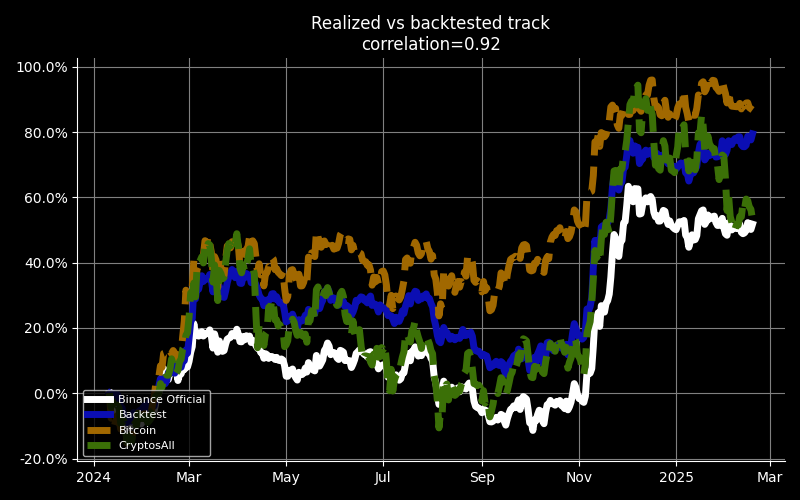 Realized vs backtested track
correlation=0.92
100.0%
80.0%
60.0%
40.0%
20.0%
0.0%
-20.0%
Binance Official
Backtest
Bitcoin
CryptosAll
2024
Mar
May
Jul
Sep
Nov
2025
Mar